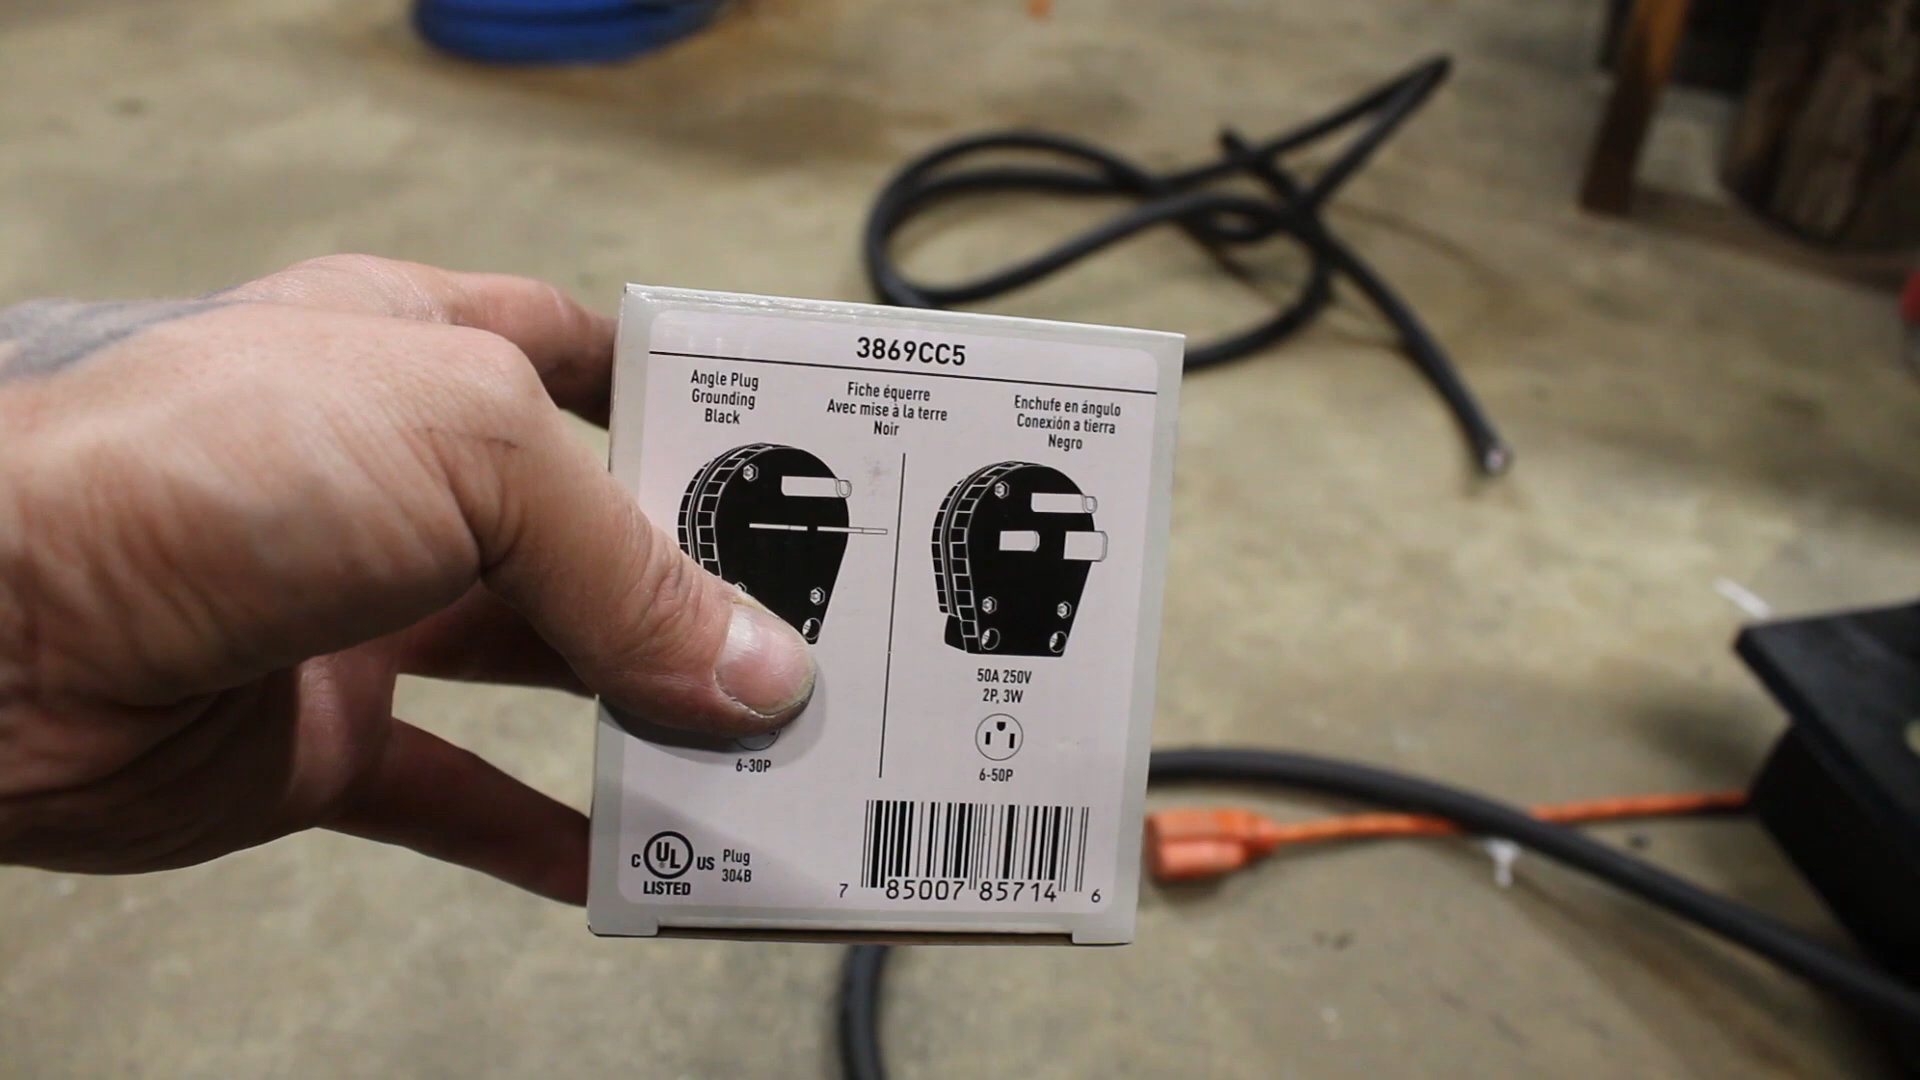 3869CC5
Angle Plug
Grounding
Black
Fiche équerre
Avec mise à la terre
Noir
Enchufe en ángulo
Conexión a tierra
Negro
6-30P
50A 250V
2P, 3W
6-50P
C UL US
LISTED
Plug
304B
7 85007 85714 6